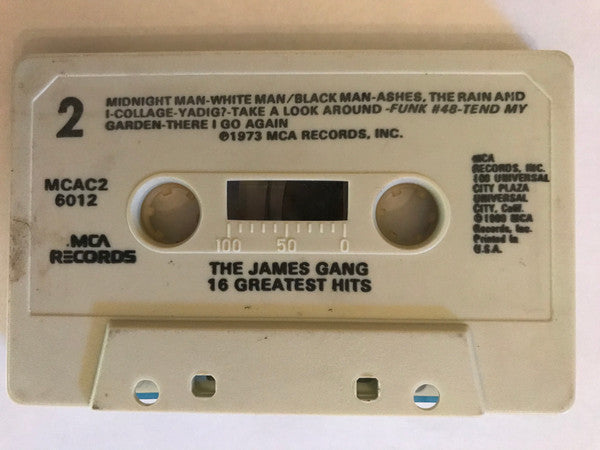 2
MIDNIGHT MAN-WHITE MAN/BLACK MAN-ASHES, THE RAIN AND
I-COLLAGE-YADIG?-TAKE A LOOK AROUND -FUNK #48-TEND MY
GARDEN-THERE I GO AGAIN
℗1973 MCA RECORDS, INC.
MCAC2
6012
MCA
RECORDS
100 50 0
THE JAMES GANG
16 GREATEST HITS
MCA
RECORDS, INC.
100 UNIVERSAL
CITY PLAZA
UNIVERSAL
CITY, Calif.
MCA
Records, Inc.
Printed in
U.S.A.